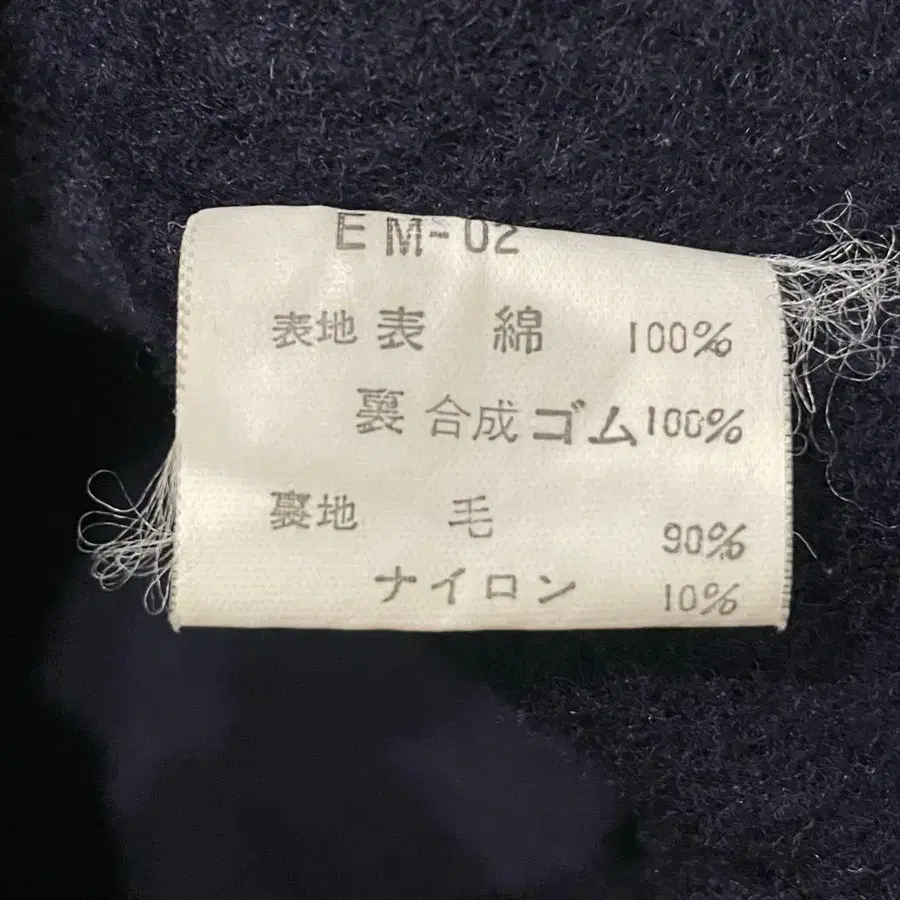 EM-02
表地 表 綿 100%
裏 合成ゴム 100%
裏地 毛 90%
ナイロン 10%